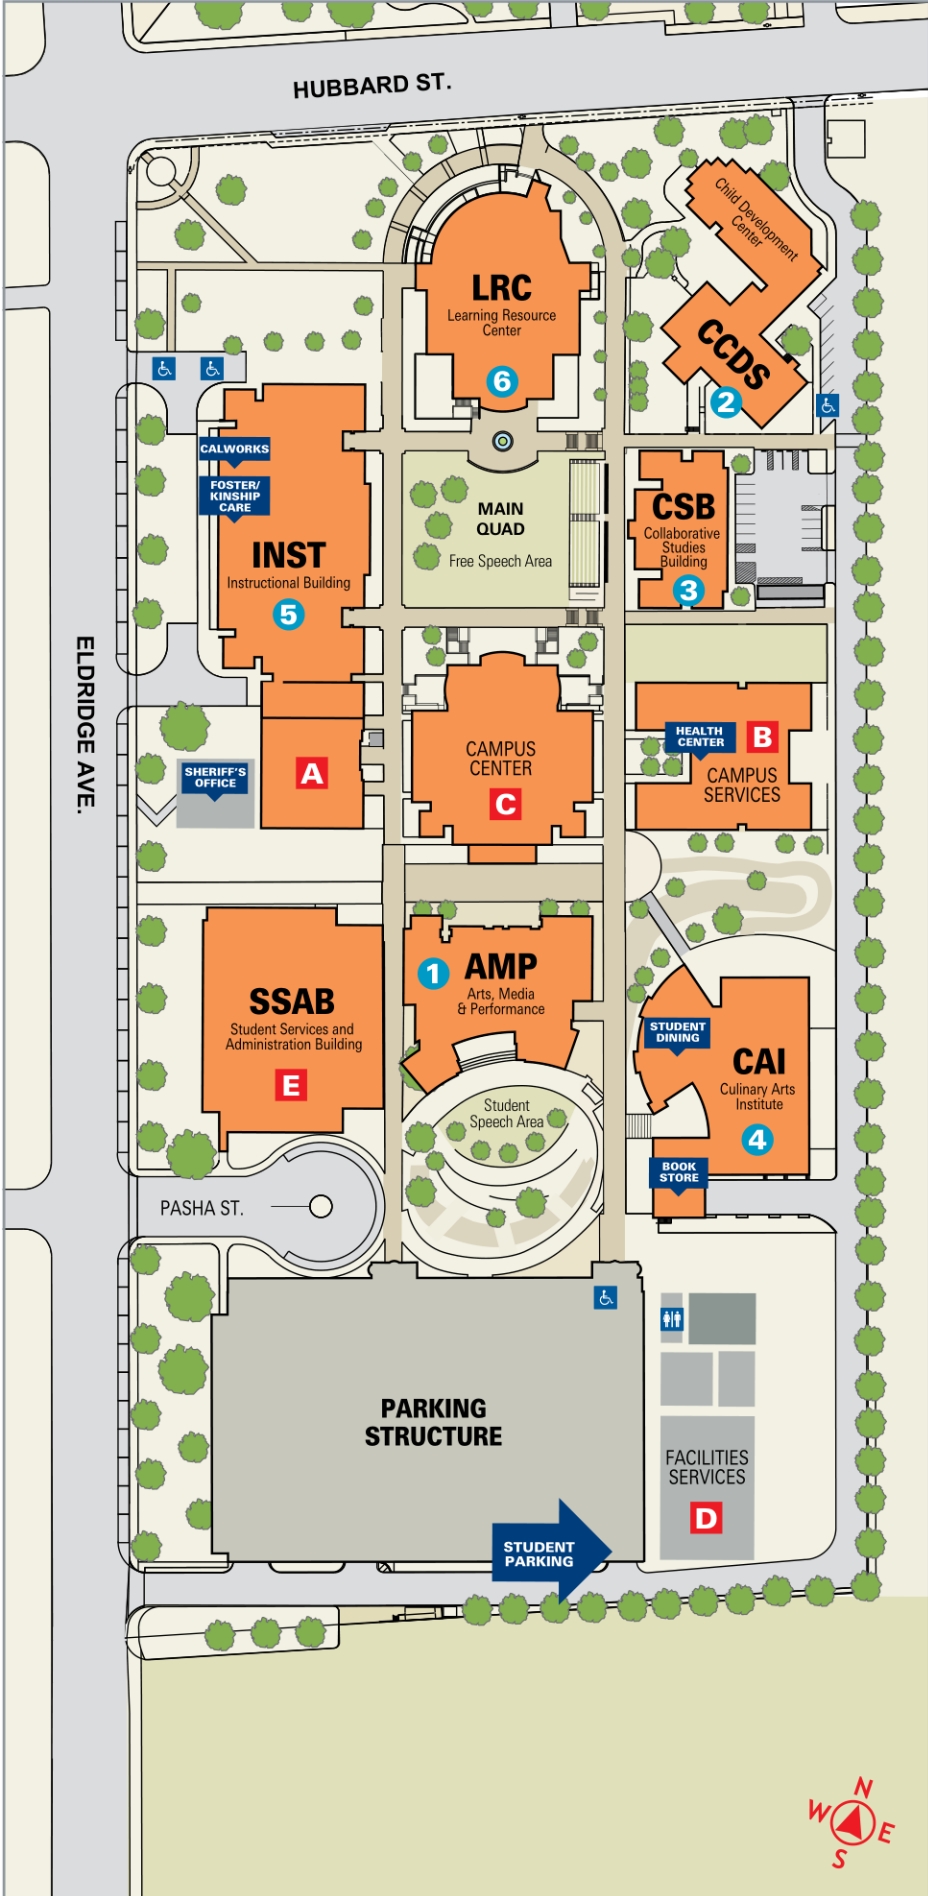 HUBBARD ST.
Child Development
Center
LRC
Learning Resource
Center
6
CCDS
2
CALWORKS
FOSTER/
KINSHIP
CARE
INST
Instructional Building
5
MAIN
QUAD
Free Speech Area
CSB
Collaborative
Studies
Building
3
ELDRIDGE AVE.
SHERIFF'S
OFFICE
A
CAMPUS
CENTER
C
HEALTH
CENTER
B
CAMPUS
SERVICES
SSAB
Student Services and
Administration Building
E
1
AMP
Arts, Media
& Performance
Student
Speech Area
STUDENT
DINING
CAI
Culinary Arts
Institute
4
BOOK
STORE
PASHA ST.
PARKING
STRUCTURE
FACILITIES
SERVICES
D
STUDENT
PARKING
N
W
E
S